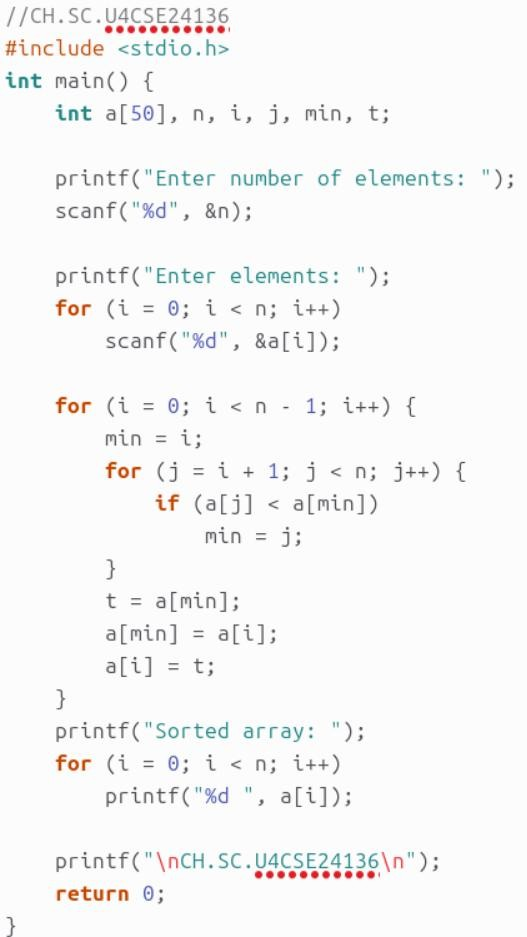 //CH.SC.U4CSE24136
#include <stdio.h>
int main() {
    int a[50], n, i, j, min, t;

    printf("Enter number of elements: ");
    scanf("%d", &n);

    printf("Enter elements: ");
    for (i = 0; i < n; i++)
        scanf("%d", &a[i]);

    for (i = 0; i < n - 1; i++) {
        min = i;
        for (j = i + 1; j < n; j++) {
            if (a[j] < a[min])
                min = j;
        }
        t = a[min];
        a[min] = a[i];
        a[i] = t;
    }
    printf("Sorted array: ");
    for (i = 0; i < n; i++)
        printf("%d ", a[i]);

    printf("\nCH.SC.U4CSE24136\n");
    return 0;
}